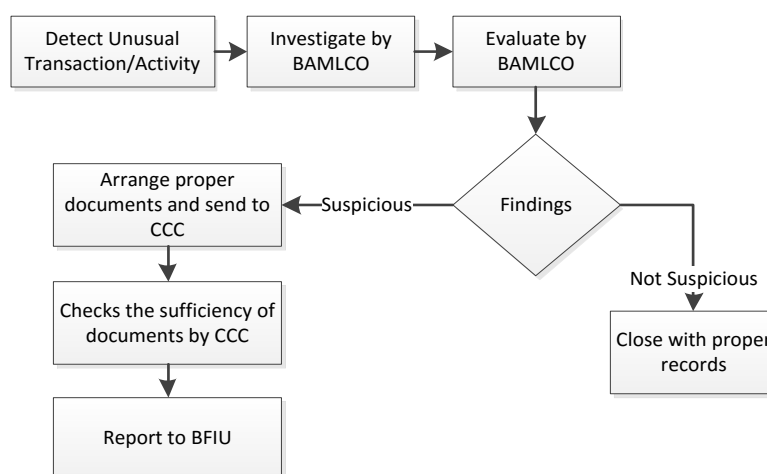 Detect Unusual
Transaction/Activity
Investigate by
BAMLCO
Evaluate by
BAMLCO
Findings
Suspicious
Arrange proper
documents and send to
CCC
Not Suspicious
Checks the sufficiency of
documents by CCC
Close with proper
records
Report to BFIU